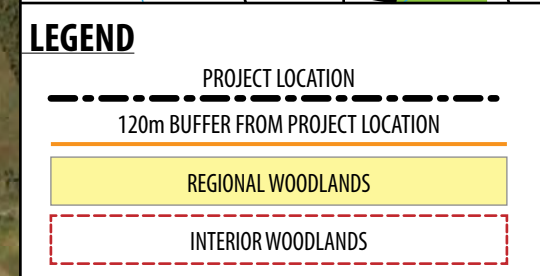 LEGEND
PROJECT LOCATION
120m BUFFER FROM PROJECT LOCATION
REGIONAL WOODLANDS
INTERIOR WOODLANDS